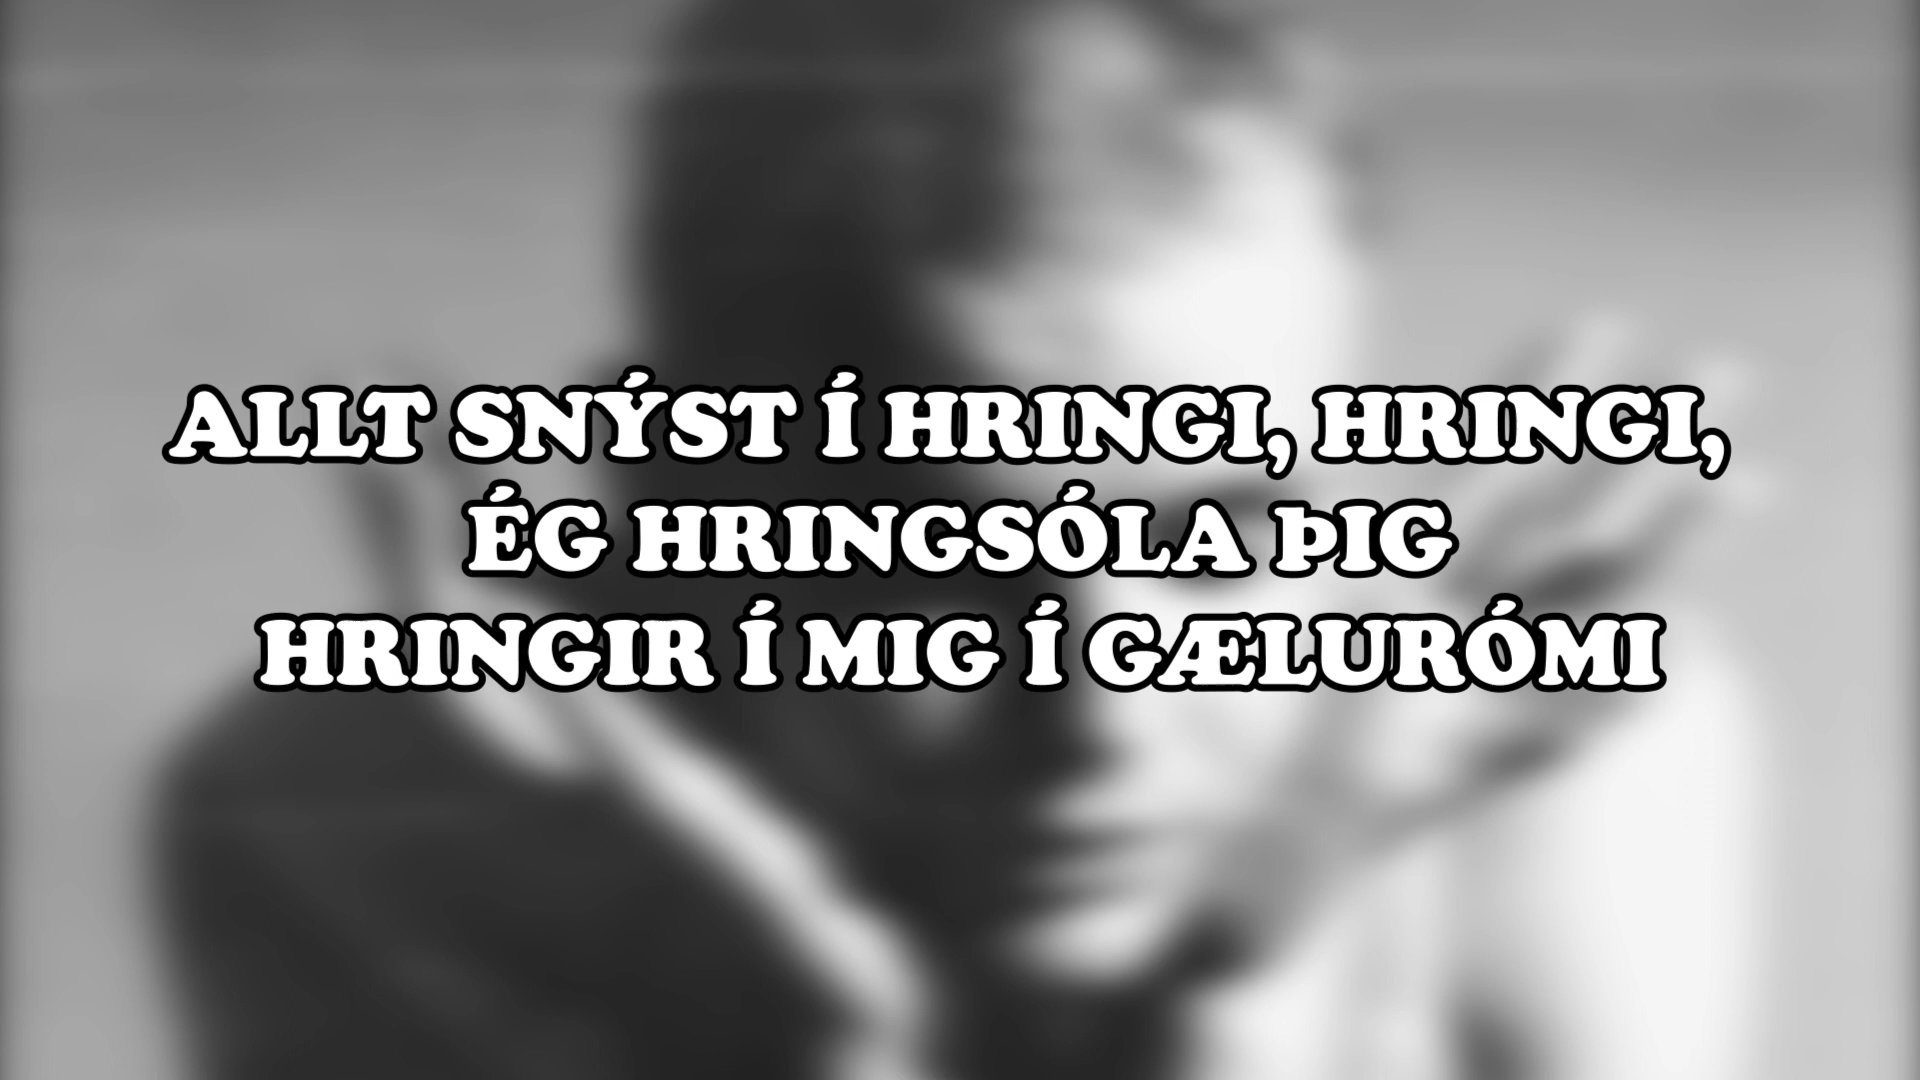 ALLT SNÝST Í HRINGI, HRINGI,
ÉG HRINGSÓLA ÞIG
HRINGIR Í MIG Í GÆLURÓMI